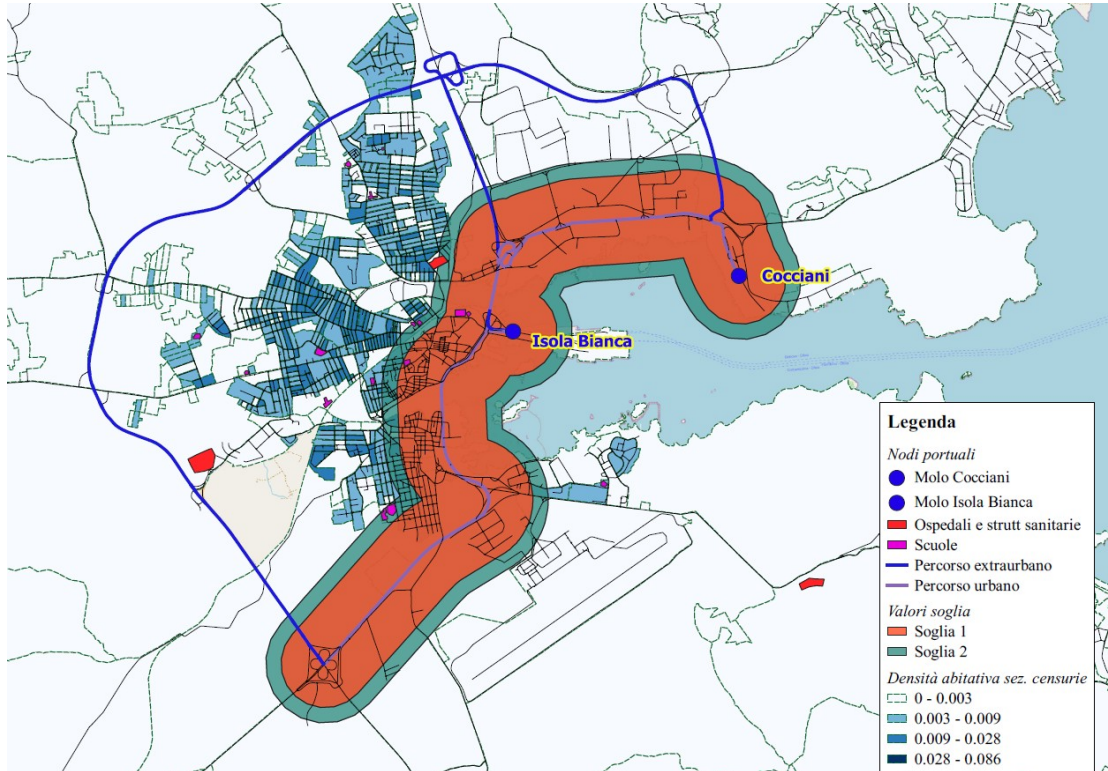 Cocciani
Isola Bianca
Legenda
Nodi portuali
Molo Cocciani
Molo Isola Bianca
Ospedali e strutt sanitarie
Scuole
Percorso extraurbano
Percorso urbano
Valori soglia
Soglia 1
Soglia 2
Densità abitativa sez. censurie
0 - 0.003
0.003 - 0.009
0.009 - 0.028
0.028 - 0.086